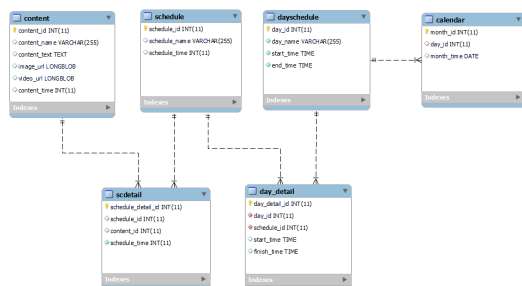 content
content_id INT(11)
content_name VARCHAR(255)
content_text TEXT
image_url LONGBLOB
video_url LONGBLOB
content_time INT(11)
Indexes
schedule
schedule_id INT(11)
schedule_name VARCHAR(255)
schedule_time INT(11)
Indexes
dayschedule
day_id INT(11)
day_name VARCHAR(255)
start_time TIME
end_time TIME
Indexes
calendar
month_id INT(11)
day_id INT(11)
month_time DATE
Indexes
scdetail
schedule_detail_id INT(11)
schedule_id INT(11)
content_id INT(11)
schedule_time INT(11)
Indexes
day_detail
day_detail_id INT(11)
day_id INT(11)
schedule_id INT(11)
start_time TIME
finish_time TIME
Indexes